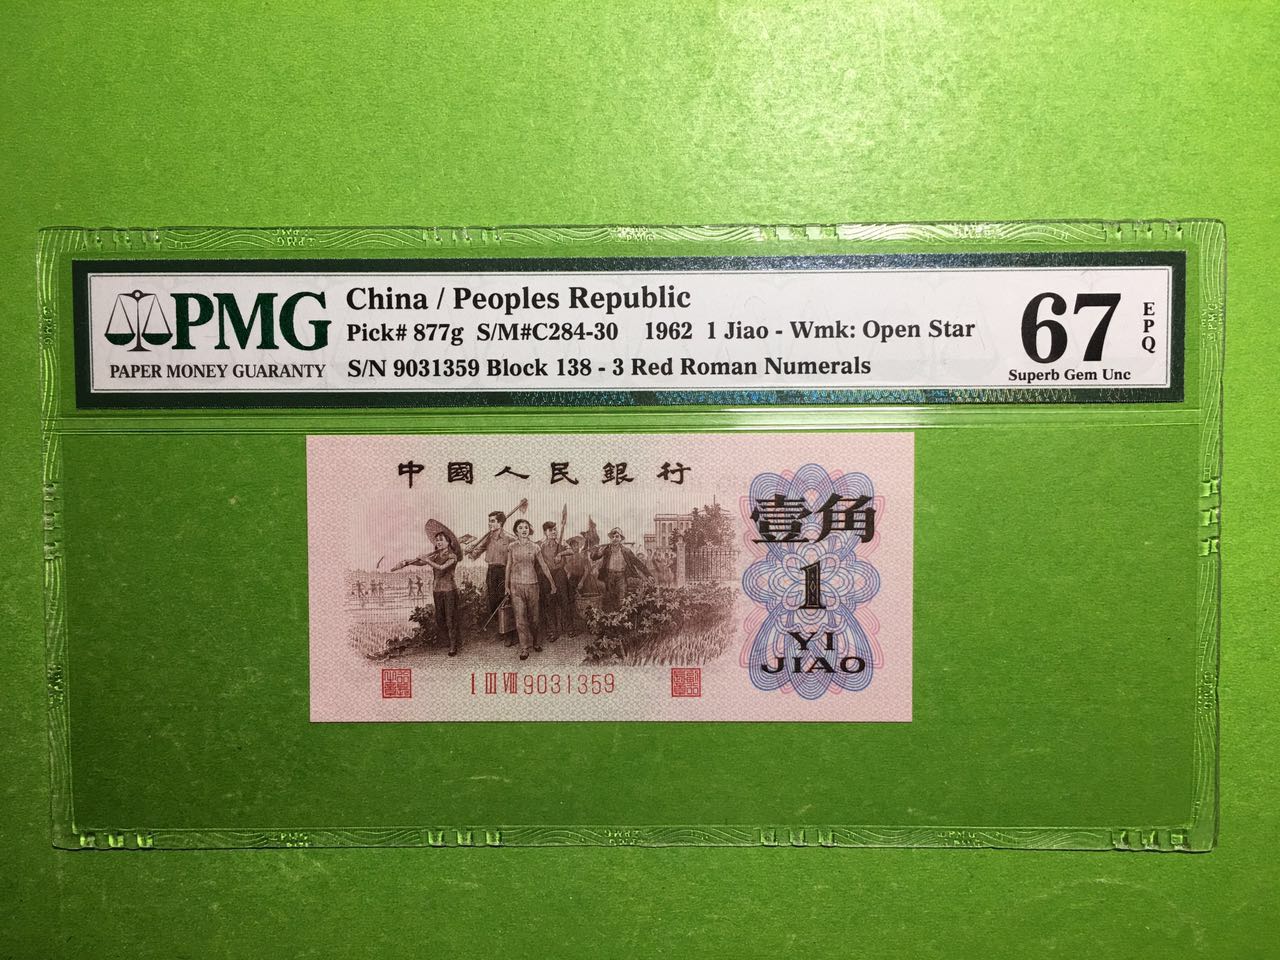 PMG
PAPER MONEY GUARANTY
China / Peoples Republic
Pick# 877g S/M#C284-30 1962 1 Jiao - Wmk: Open Star
S/N 9031359 Block 138 - 3 Red Roman Numerals
67
EPQ
Superb Gem Unc
中國人民銀行
壹角
1
YI
JIAO
I III VIII 9031359